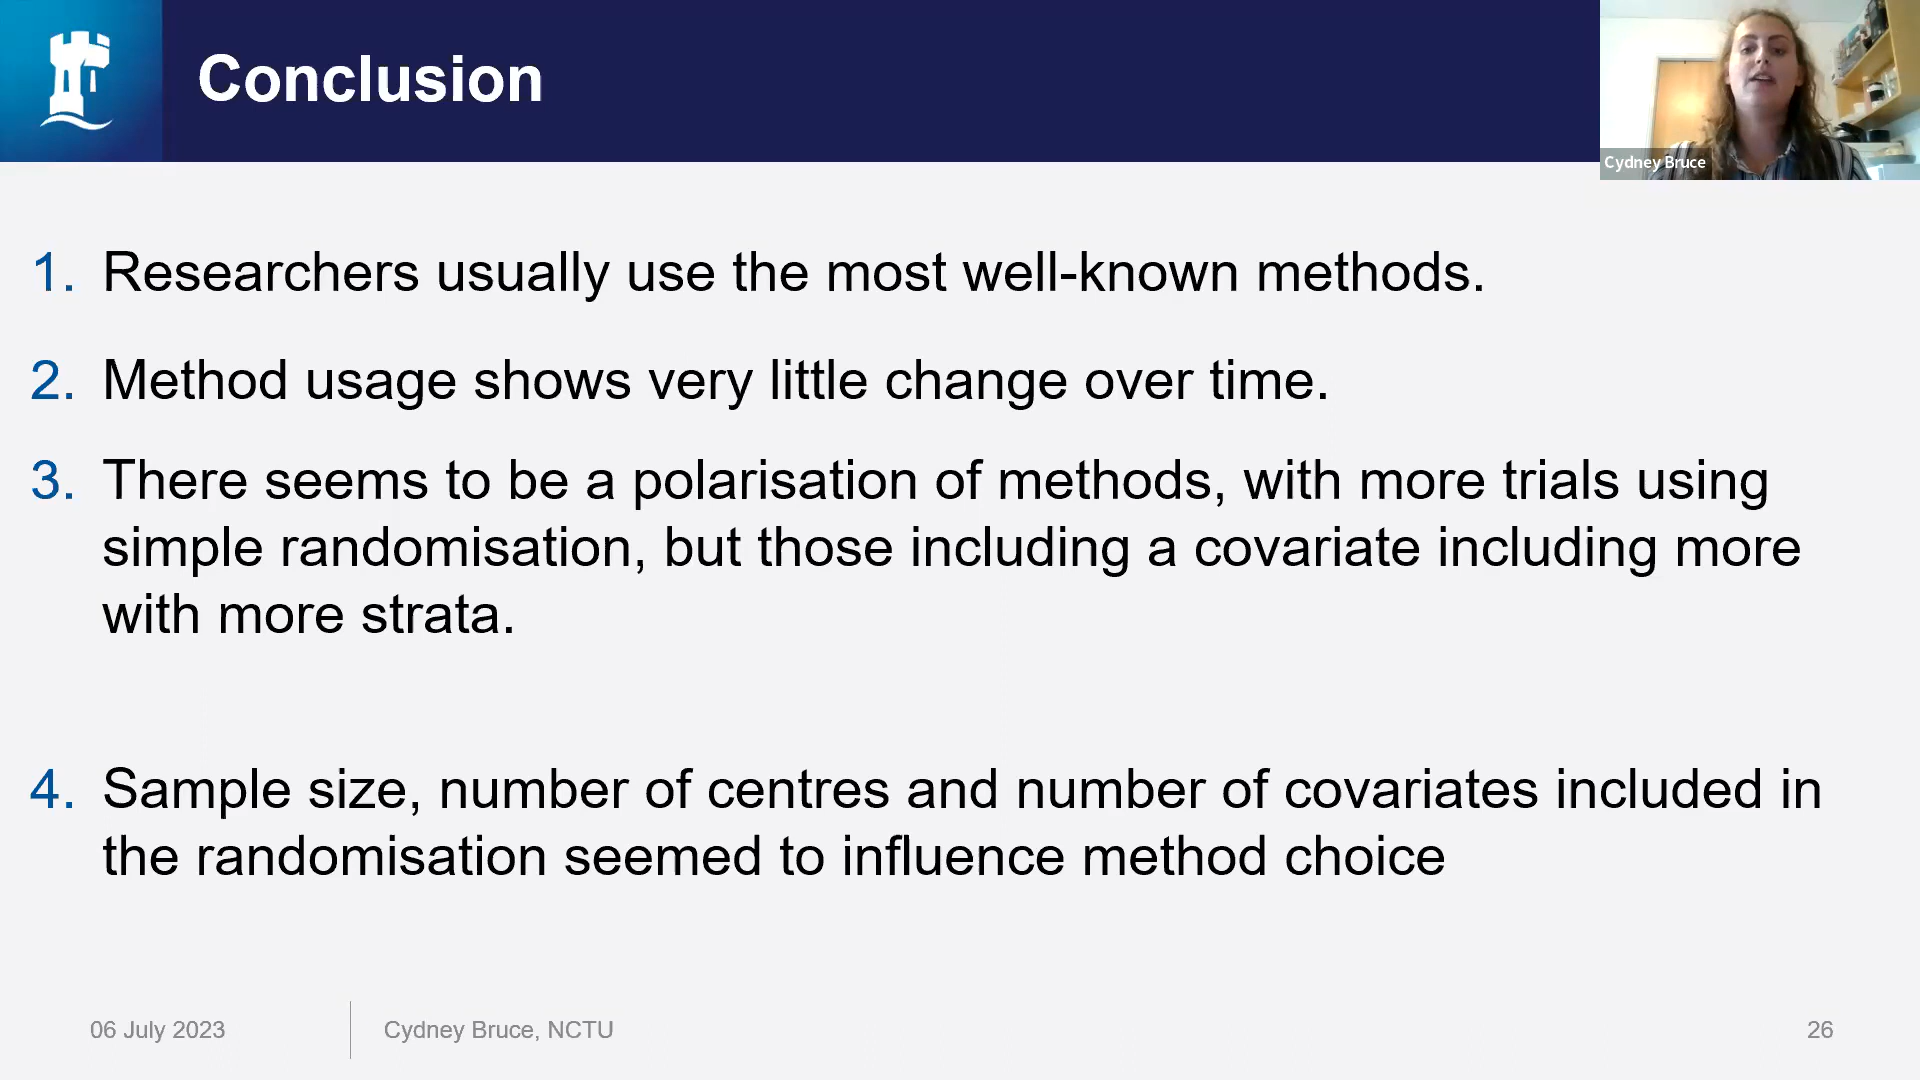 Conclusion
Cydney Bruce
1. Researchers usually use the most well-known methods.
2. Method usage shows very little change over time.
3. There seems to be a polarisation of methods, with more trials using
simple randomisation, but those including a covariate including more
with more strata.
4. Sample size, number of centres and number of covariates included in
the randomisation seemed to influence method choice
06 July 2023
Cydney Bruce, NCTU
26